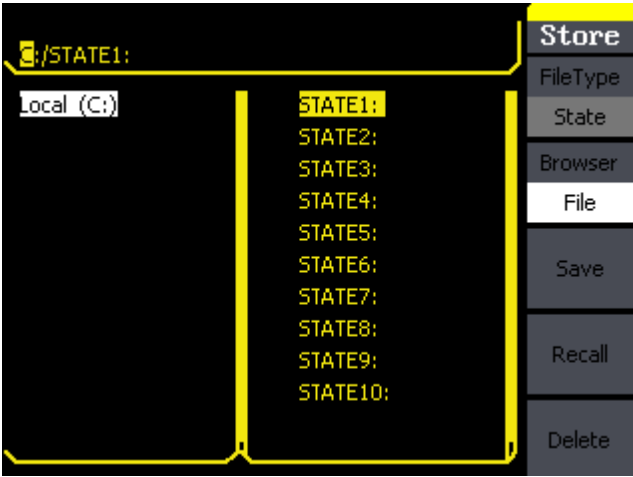 C:/STATE1:
Local (C:)
STATE1:
STATE2:
STATE3:
STATE4:
STATE5:
STATE6:
STATE7:
STATE8:
STATE9:
STATE10:
Store
FileType
State
Browser
File
Save
Recall
Delete